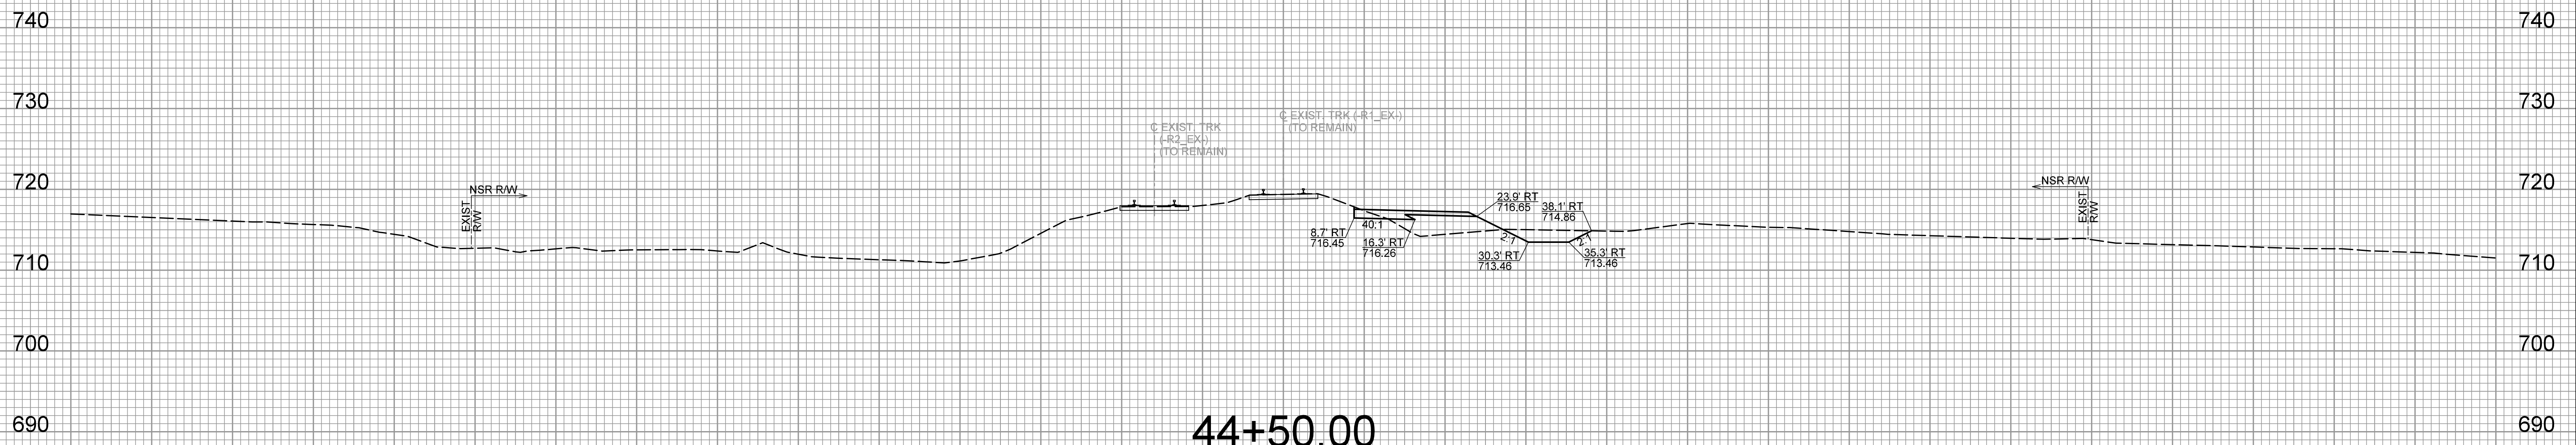 740
740
730
730
C EXIST. TRK (-R1_EX-)
(TO REMAIN)
C EXIST. TRK
(-R2_EX-)
(TO REMAIN)
720
720
NSR R/W
EXIST
R/W
NSR R/W
EXIST
R/W
23.9' RT
716.65
38.1' RT
714.86
40:1
8.7' RT
716.45
16.3' RT
716.26
2:1
2:1
30.3' RT
713.46
35.3' RT
713.46
710
710
700
700
690
690
44+50.00